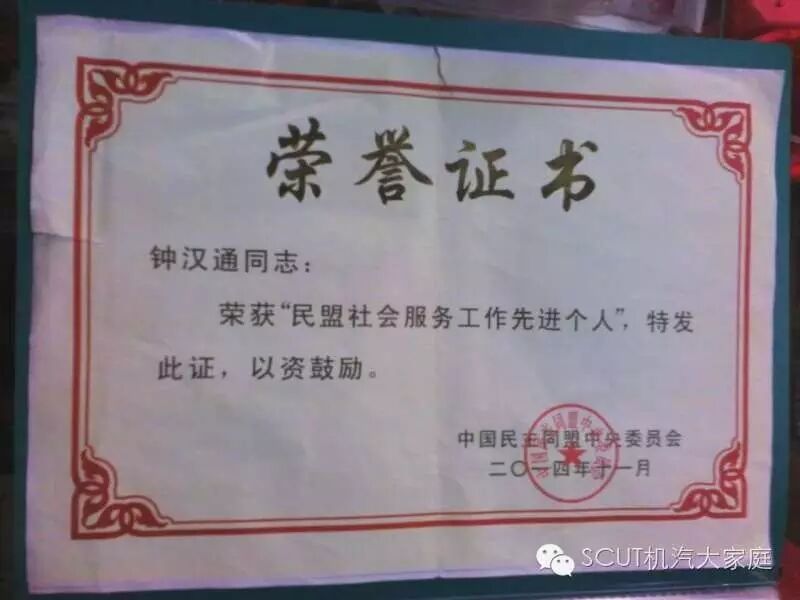 荣誉证书
钟汉通同志：
荣获“民盟社会服务工作先进个人”，特发
此证，以资鼓励。
中国民主同盟中央委员会
二〇一四年十一月
SCUT机汽大家庭